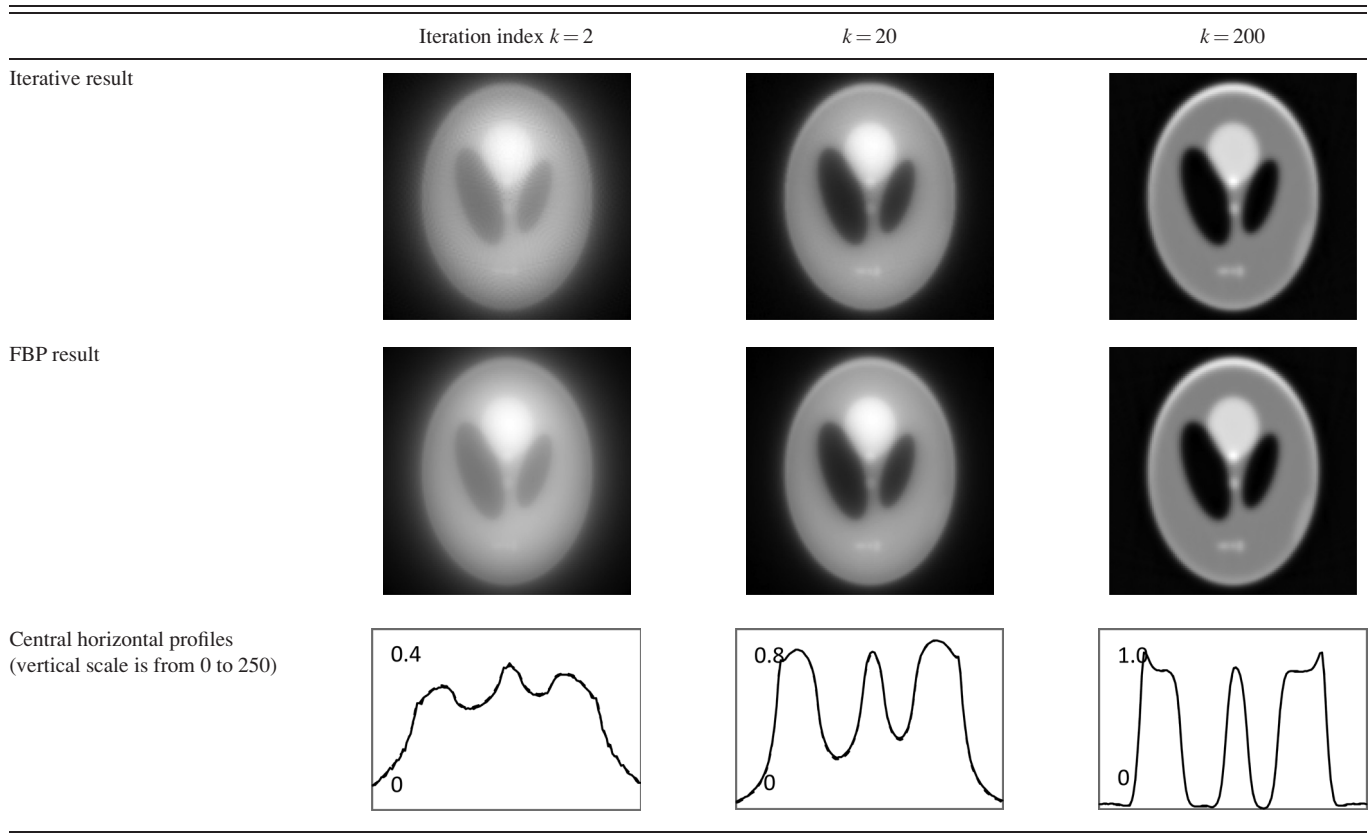 Iteration index k = 2
k = 20
k = 200
Iterative result
FBP result
Central horizontal profiles
(vertical scale is from 0 to 250)
0.4
0
0.8
0
1.0
0